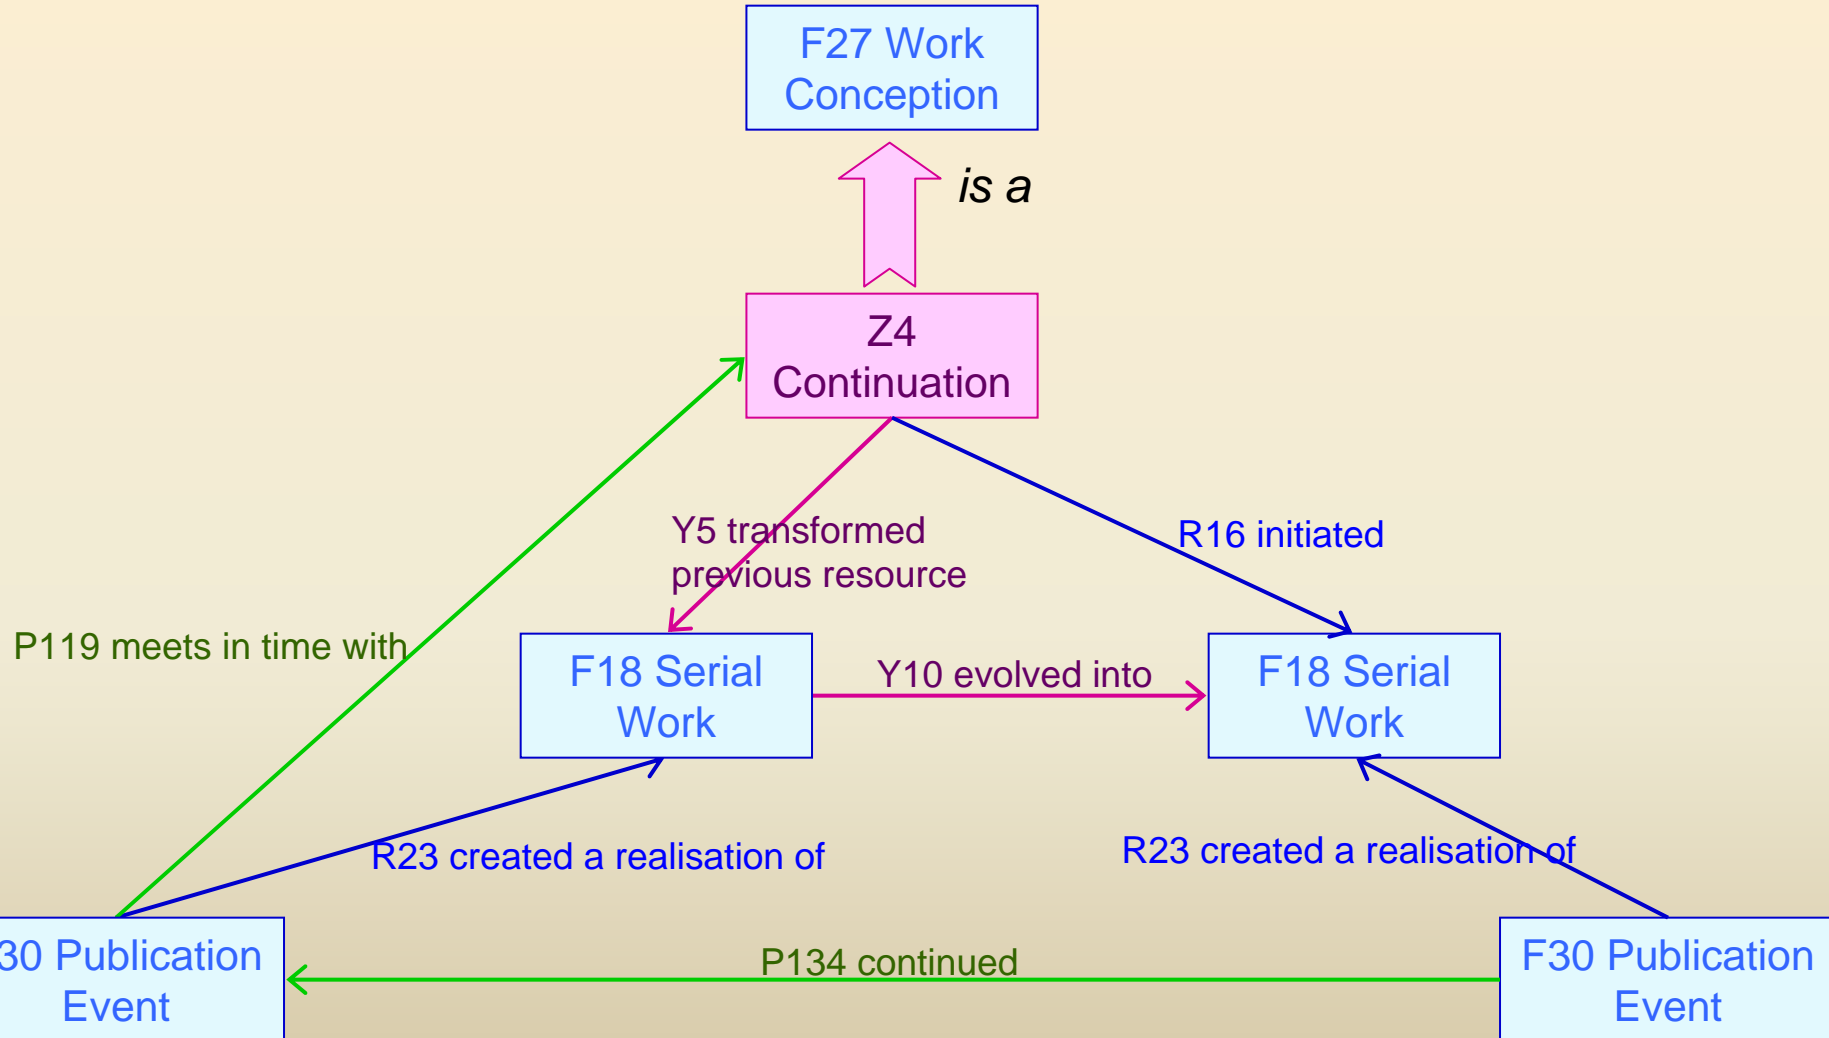 F27 Work
Conception
is a
Z4
Continuation
Y5 transformed
previous resource
R16 initiated
P119 meets in time with
F18 Serial
Work
Y10 evolved into
F18 Serial
Work
R23 created a realisation of
R23 created a realisation of
30 Publication
Event
P134 continued
F30 Publication
Event